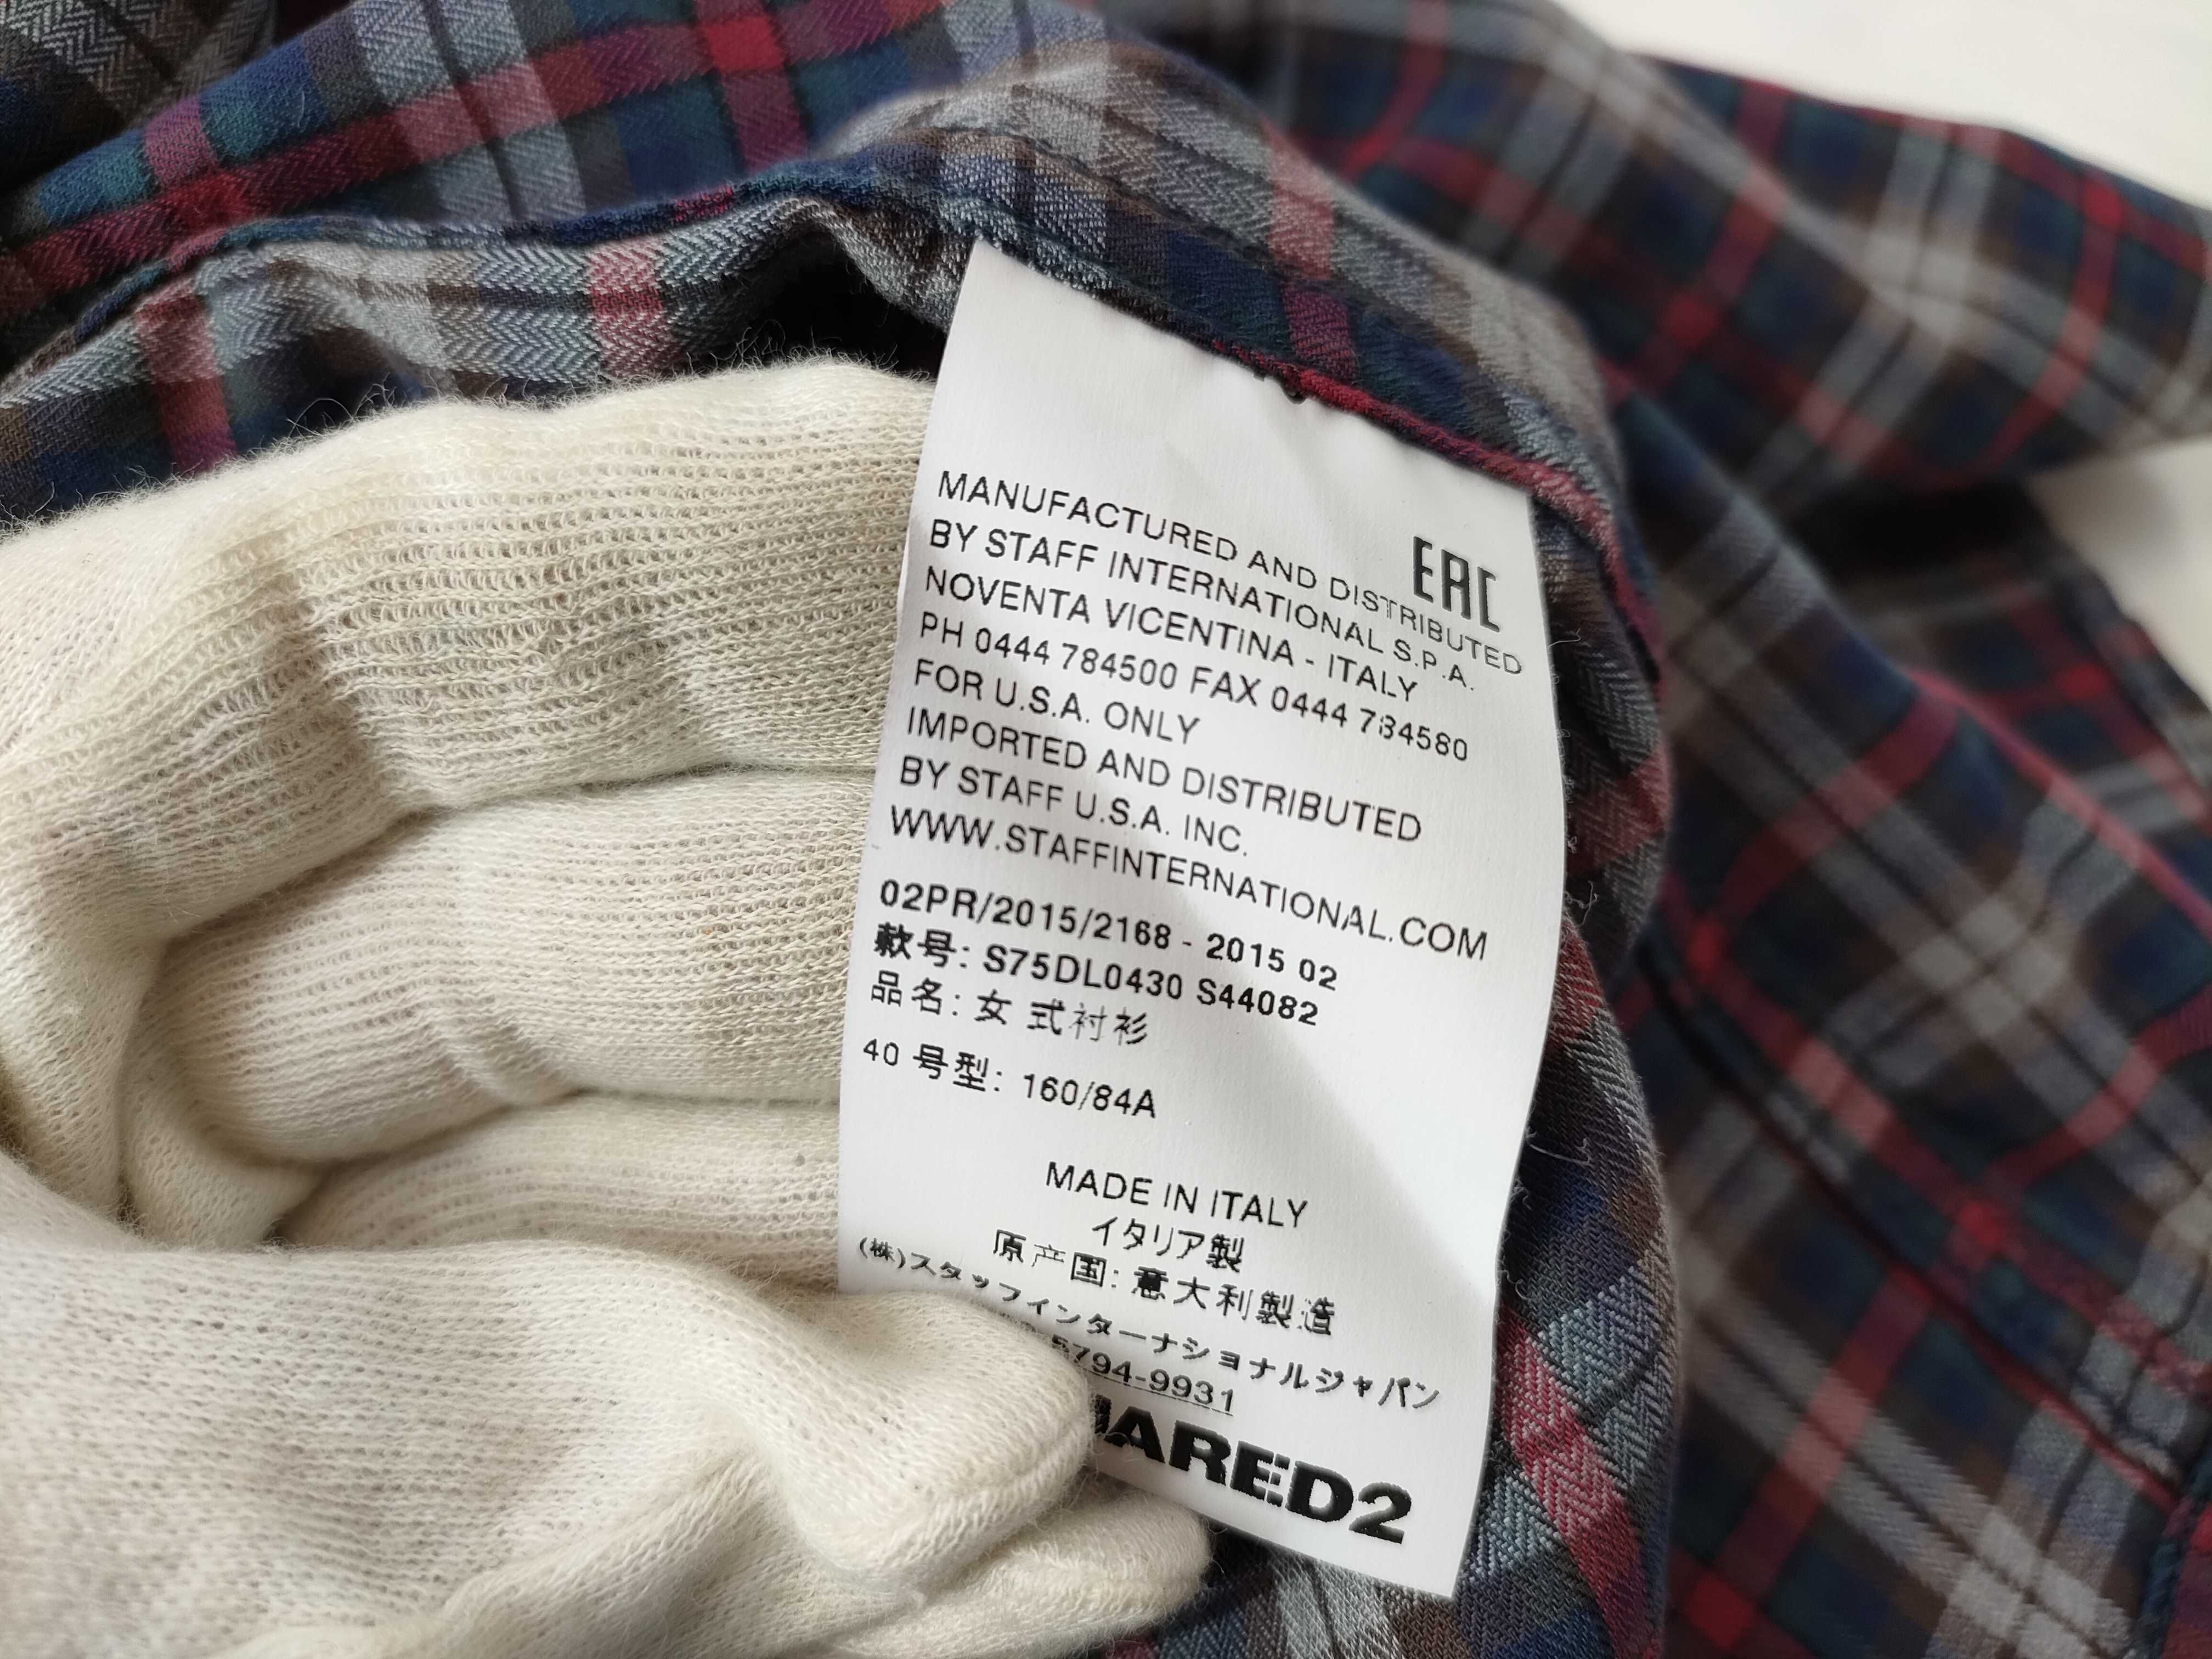 MANUFACTURED AND DISTRIBUTED
EAC
BY STAFF INTERNATIONAL S.P.A.
NOVENTA VICENTINA - ITALY
PH 0444 784500 FAX 0444 784580
FOR U.S.A. ONLY
IMPORTED AND DISTRIBUTED
BY STAFF U.S.A. INC.
WWW.STAFFINTERNATIONAL.COM
02PR/2015/2168 - 2015 02
款号: S75DL0430 S44082
品名: 女 式衬衫
40 号型: 160/84A
MADE IN ITALY
イタリア製
原产国: 意大利製造
(株)スタッフインターナショナルジャパン
5794-9931
UARED2